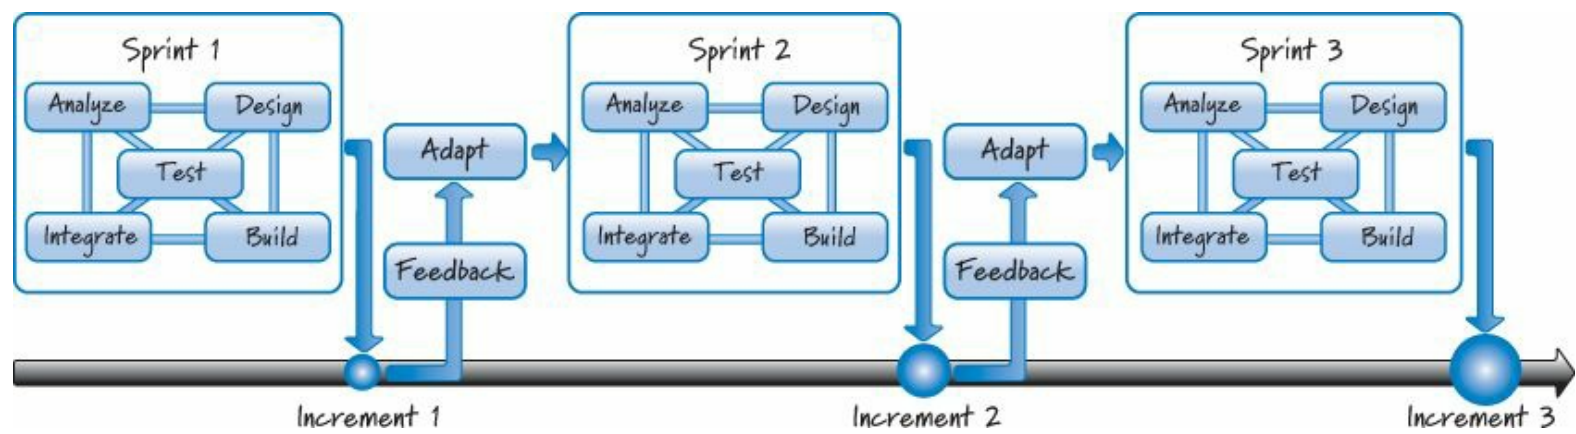 Sprint 1
Analyze
Design
Test
Integrate
Build
Adapt
Feedback
Increment 1
Sprint 2
Analyze
Design
Test
Integrate
Build
Adapt
Feedback
Increment 2
Sprint 3
Analyze
Design
Test
Integrate
Build
Increment 3